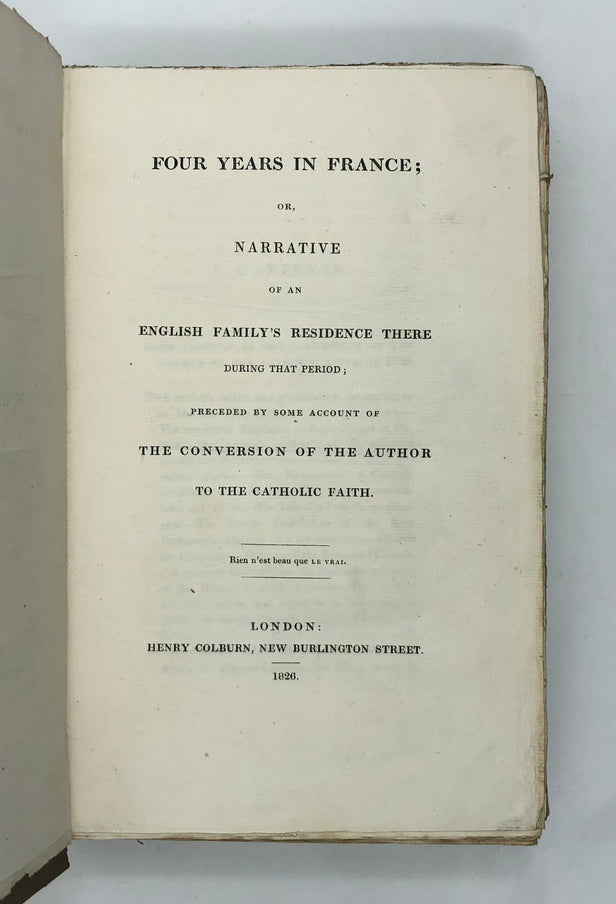 FOUR YEARS IN FRANCE;
OR,
NARRATIVE
OF AN
ENGLISH FAMILY'S RESIDENCE THERE
DURING THAT PERIOD;
PRECEDED BY SOME ACCOUNT OF
THE CONVERSION OF THE AUTHOR
TO THE CATHOLIC FAITH.
Rien n'est beau que LE VRAI.
LONDON:
HENRY COLBURN, NEW BURLINGTON STREET.
1826.